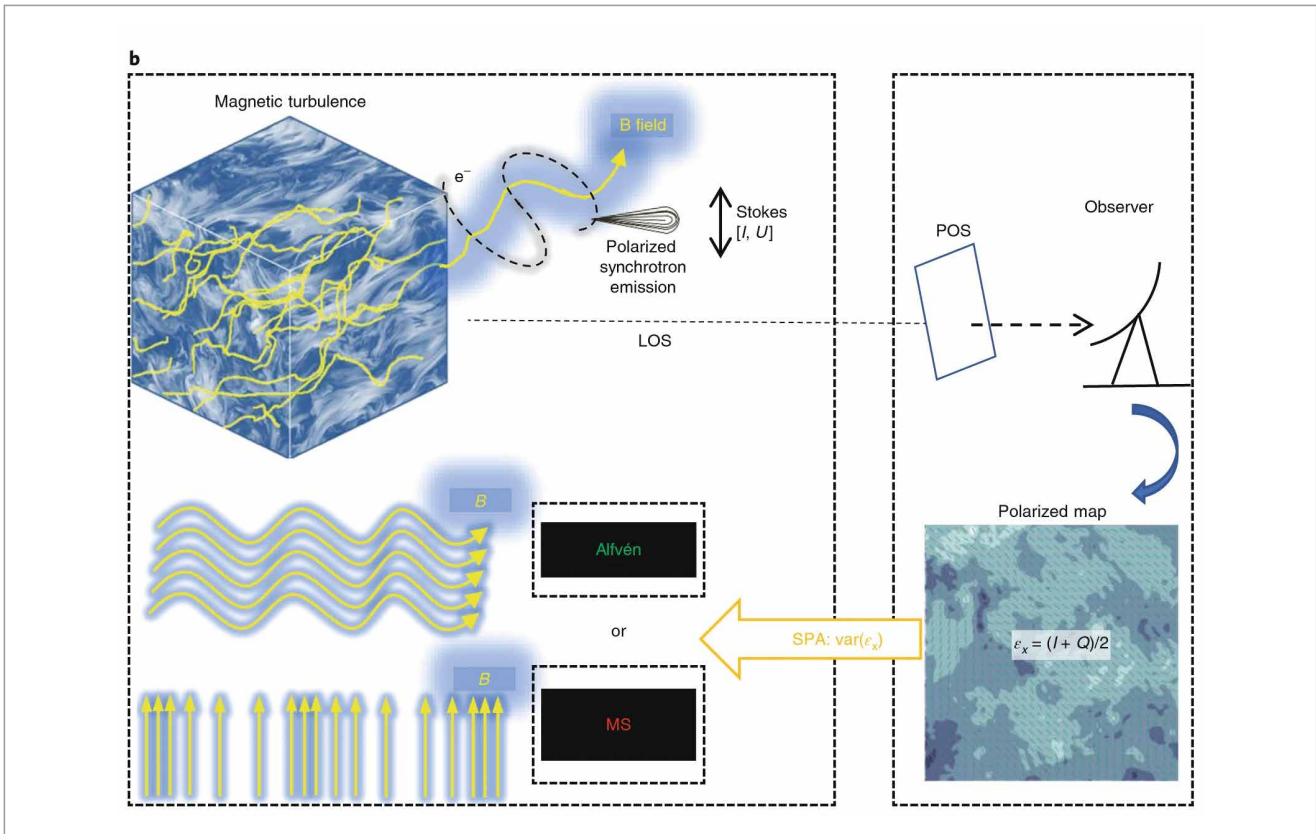 b
Magnetic turbulence
B field
e⁻
Stokes
[I, U]
Polarized
synchrotron
emission
LOS
POS
Observer
Polarized map
εx = (I + Q)/2
B
Alfvén
or
SPA: var(εx)
B
MS